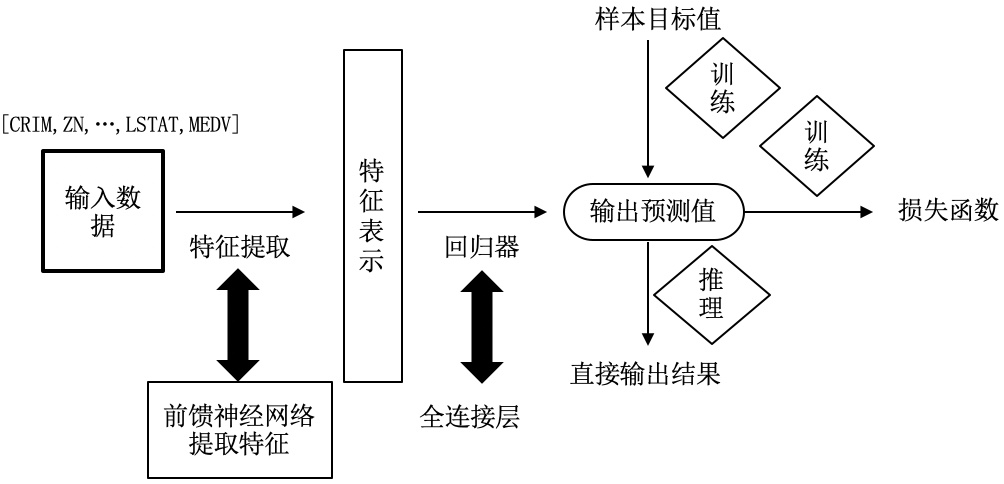 样本目标值
训
练
训
练
[CRIM,ZN,…,LSTAT,MEDV]
输入数
据
特征提取
特
征
表
示
回归器
输出预测值
损失函数
推
理
直接输出结果
前馈神经网络
提取特征
全连接层